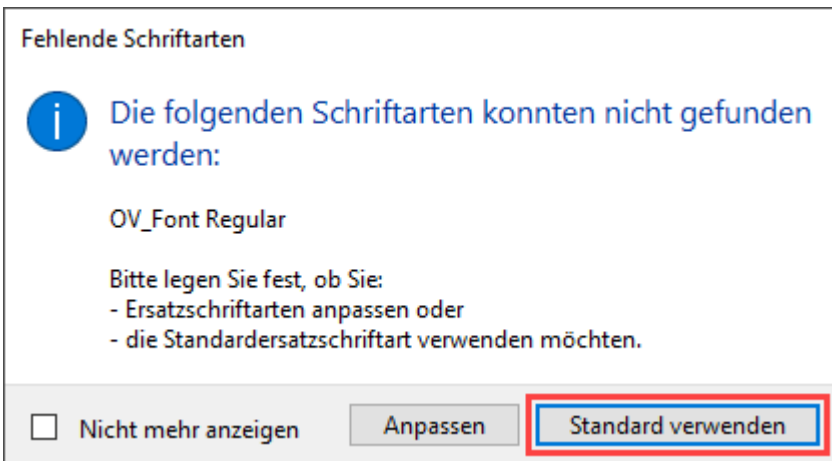 Fehlende Schriftarten
Die folgenden Schriftarten konnten nicht gefunden
werden:
OV_Font Regular
Bitte legen Sie fest, ob Sie:
- Ersatzschriftarten anpassen oder
- die Standardersatzschriftart verwenden möchten.
Nicht mehr anzeigen
Anpassen
Standard verwenden